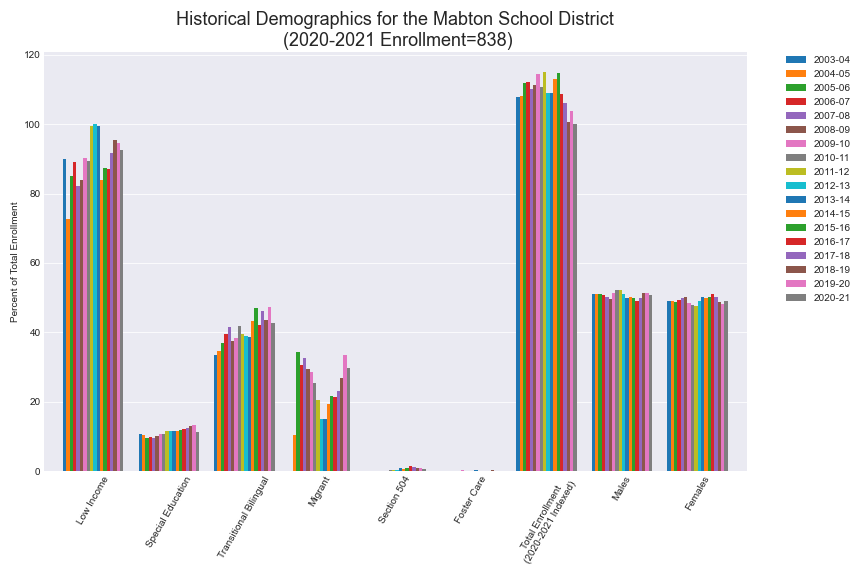 Historical Demographics for the Mabton School District
(2020-2021 Enrollment=838)
Percent of Total Enrollment
120
100
80
60
40
20
0
Low Income
Special Education
Transitional Bilingual
Migrant
Section 504
Foster Care
Total Enrollment
(2020-2021 Indexed)
Males
Females
2003-04
2004-05
2005-06
2006-07
2007-08
2008-09
2009-10
2010-11
2011-12
2012-13
2013-14
2014-15
2015-16
2016-17
2017-18
2018-19
2019-20
2020-21